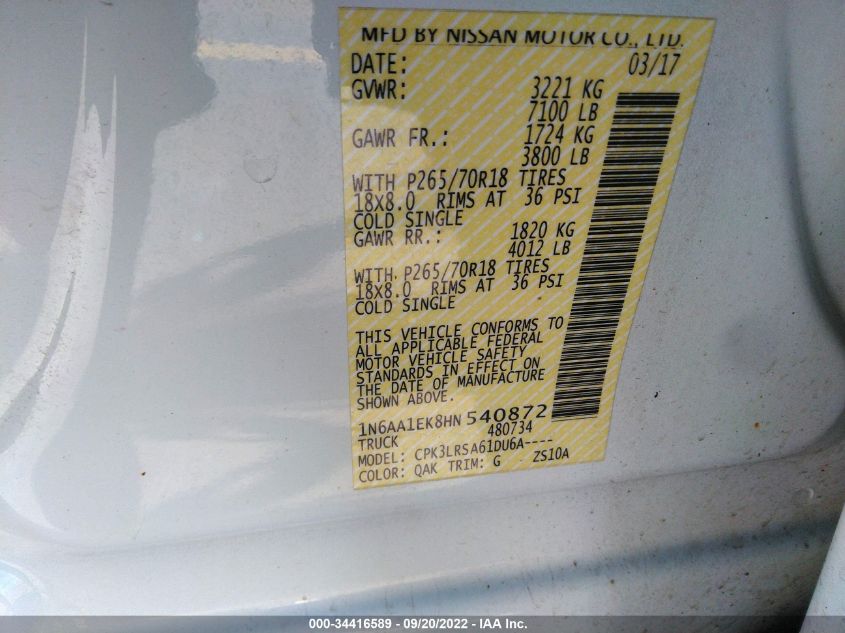 MFD BY NISSAN MOTOR CO., LTD.
DATE: 03/17
GVWR: 3221 KG
7100 LB
GAWR FR.: 1724 KG
3800 LB
WITH P265/70R18 TIRES
18X8.0 RIMS AT 36 PSI
COLD SINGLE
GAWR RR.: 1820 KG
4012 LB
WITH P265/70R18 TIRES
18X8.0 RIMS AT 36 PSI
COLD SINGLE
THIS VEHICLE CONFORMS TO
ALL APPLICABLE FEDERAL
MOTOR VEHICLE SAFETY
STANDARDS IN EFFECT ON
THE DATE OF MANUFACTURE
SHOWN ABOVE.
1N6AA1EK8HN 540872
TRUCK 480734
MODEL: CPK3LRSA61DU6A----
COLOR: QAK TRIM: G ZS10A
000-34416589 - 09/20/2022 - IAA Inc.